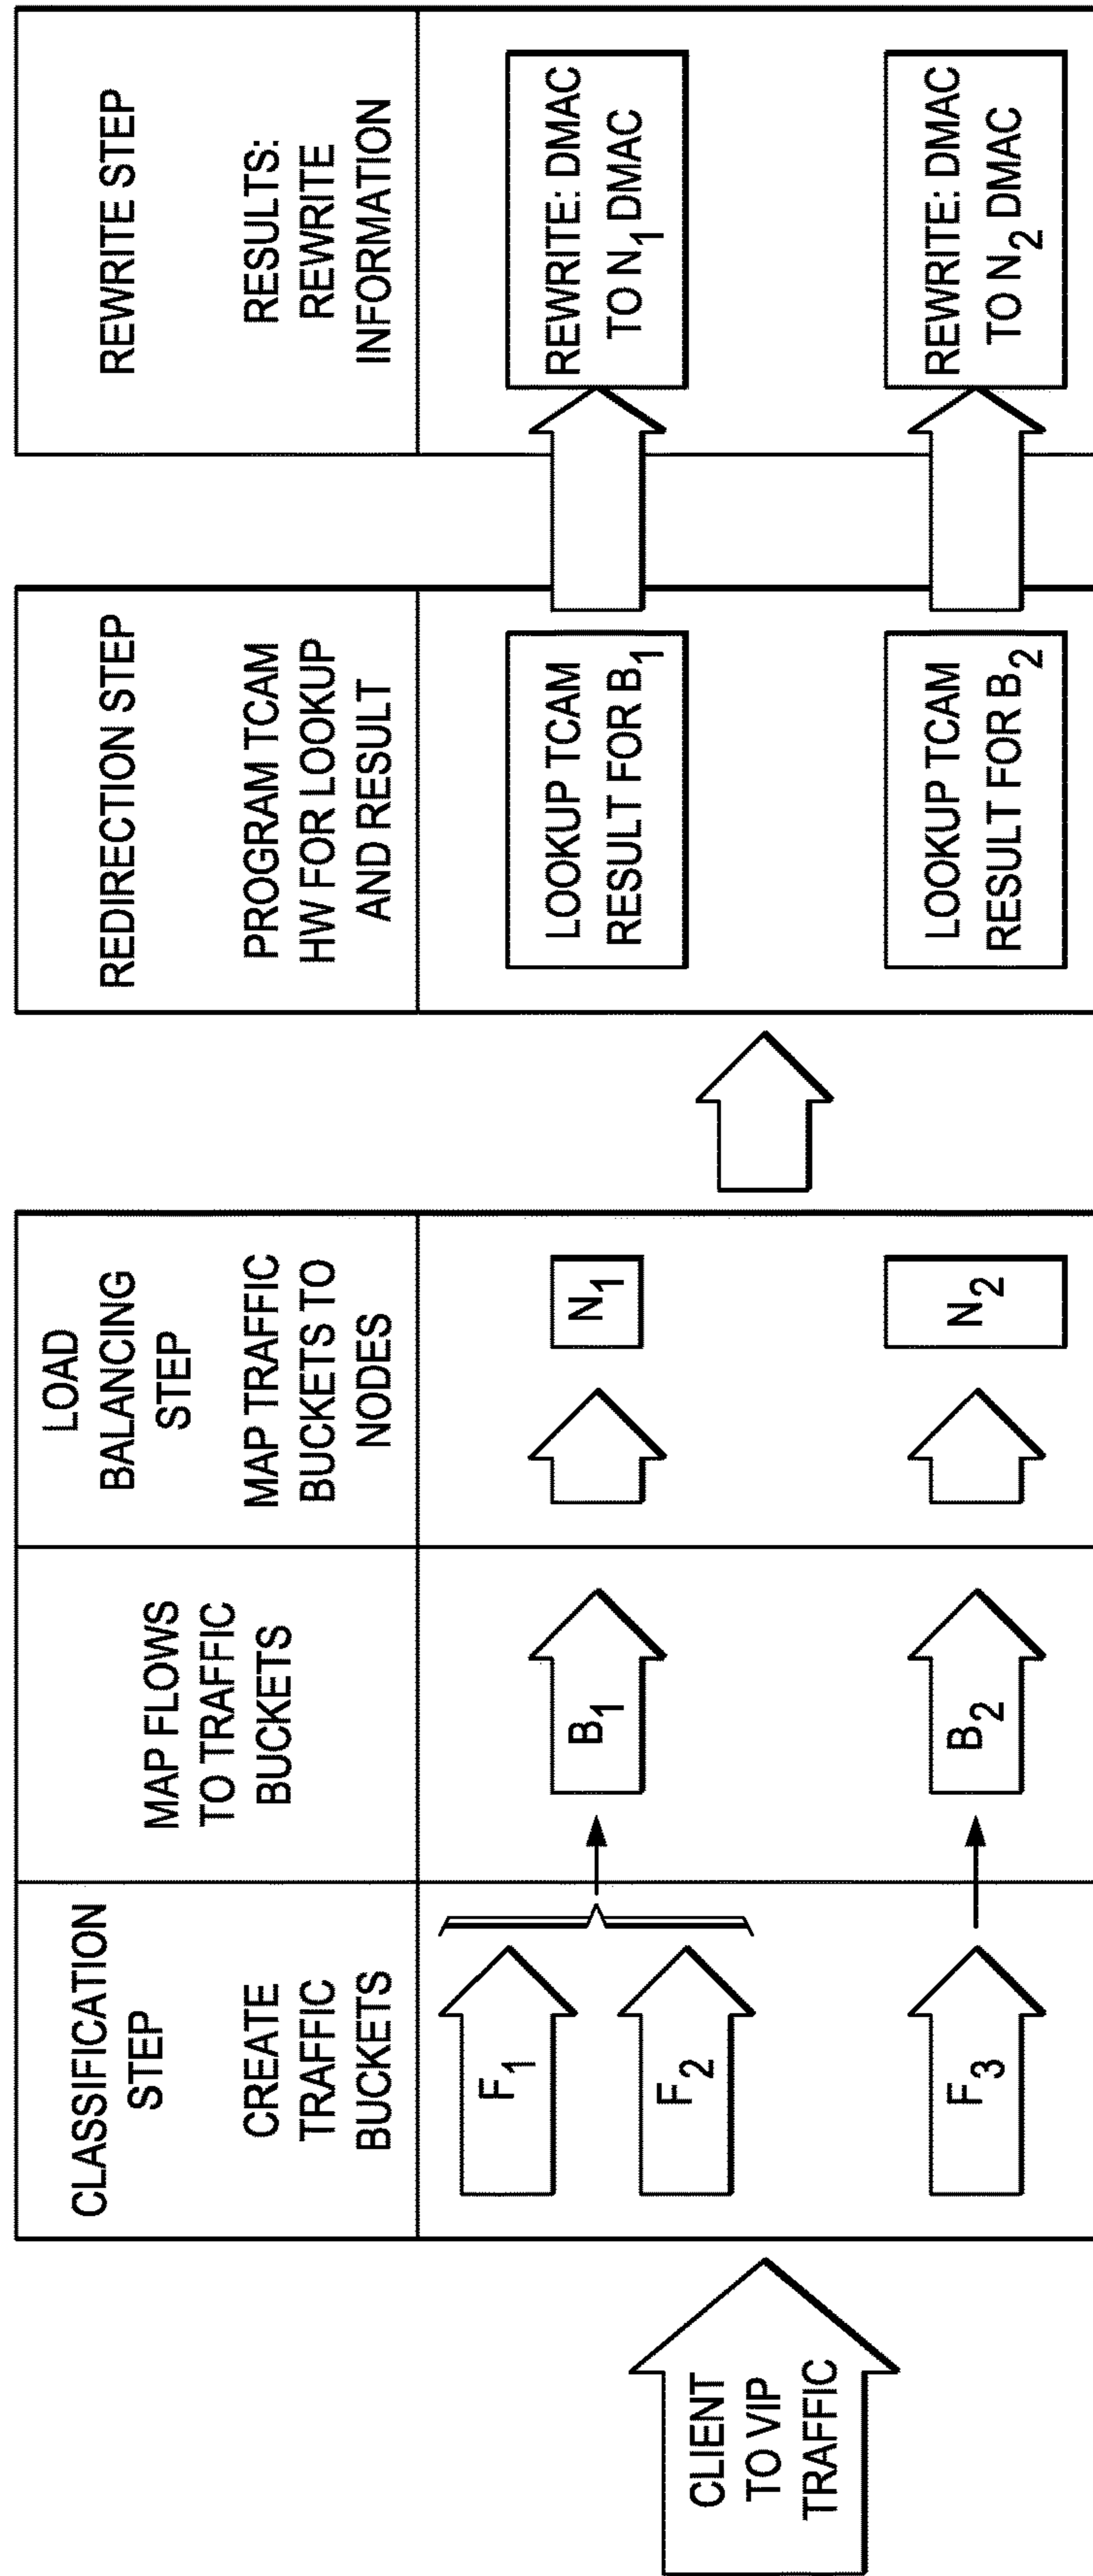 CLIENT
TO VIP
TRAFFIC
CLASSIFICATION
STEP
CREATE
TRAFFIC
BUCKETS
F1
F2
F3
MAP FLOWS
TO TRAFFIC
BUCKETS
B1
B2
LOAD
BALANCING
STEP
MAP TRAFFIC
BUCKETS TO
NODES
N1
N2
REDIRECTION STEP
PROGRAM TCAM
HW FOR LOOKUP
AND RESULT
LOOKUP TCAM
RESULT FOR B1
LOOKUP TCAM
RESULT FOR B2
REWRITE STEP
RESULTS:
REWRITE
INFORMATION
REWRITE: DMAC
TO N1 DMAC
REWRITE: DMAC
TO N2 DMAC